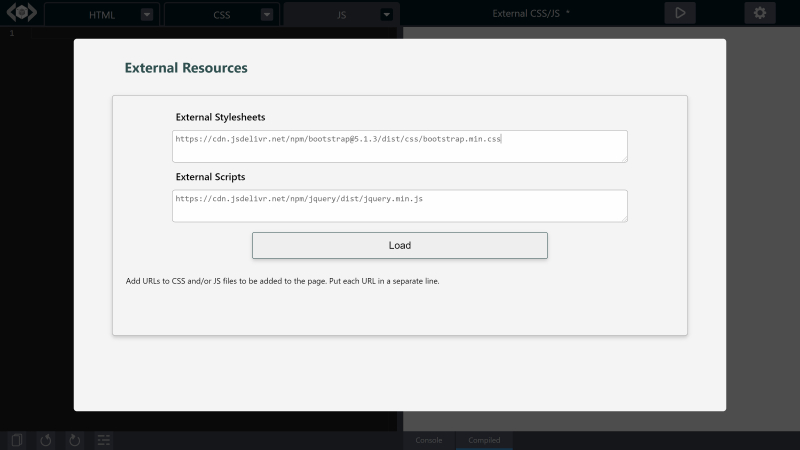 HTML
CSS
JS
External CSS/JS *
1
External Resources
External Stylesheets
https://cdn.jsdelivr.net/npm/bootstrap@5.1.3/dist/css/bootstrap.min.css
External Scripts
https://cdn.jsdelivr.net/npm/jquery/dist/jquery.min.js
Load
Add URLs to CSS and/or JS files to be added to the page. Put each URL in a separate line.
Console
Compiled